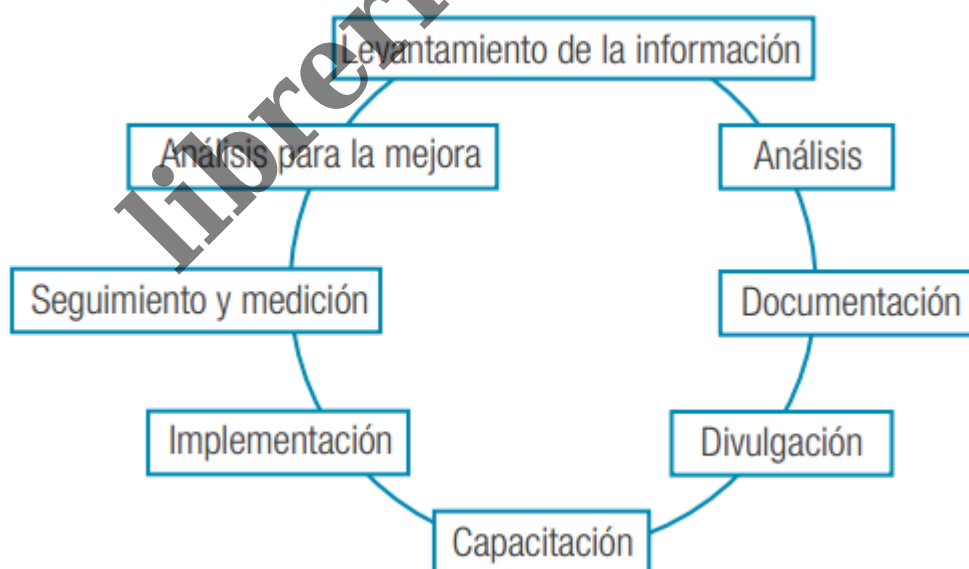 Levantamiento de la información
Análisis para la mejora
Análisis
Seguimiento y medición
Documentación
Implementación
Divulgación
Capacitación